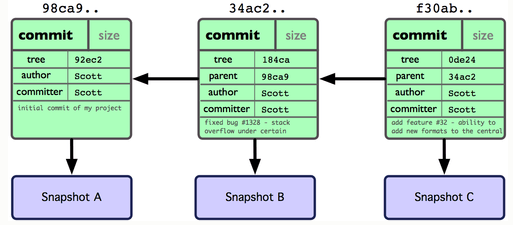 98ca9..
commit size
tree 92ec2
author Scott
committer Scott
initial commit of my project
Snapshot A
34ac2..
commit size
tree 184ca
parent 98ca9
author Scott
committer Scott
fixed bug #1328 - stack
overflow under certain
Snapshot B
f30ab..
commit size
tree 0de24
parent 34ac2
author Scott
committer Scott
add feature #32 - ability to
add new formats to the central
Snapshot C